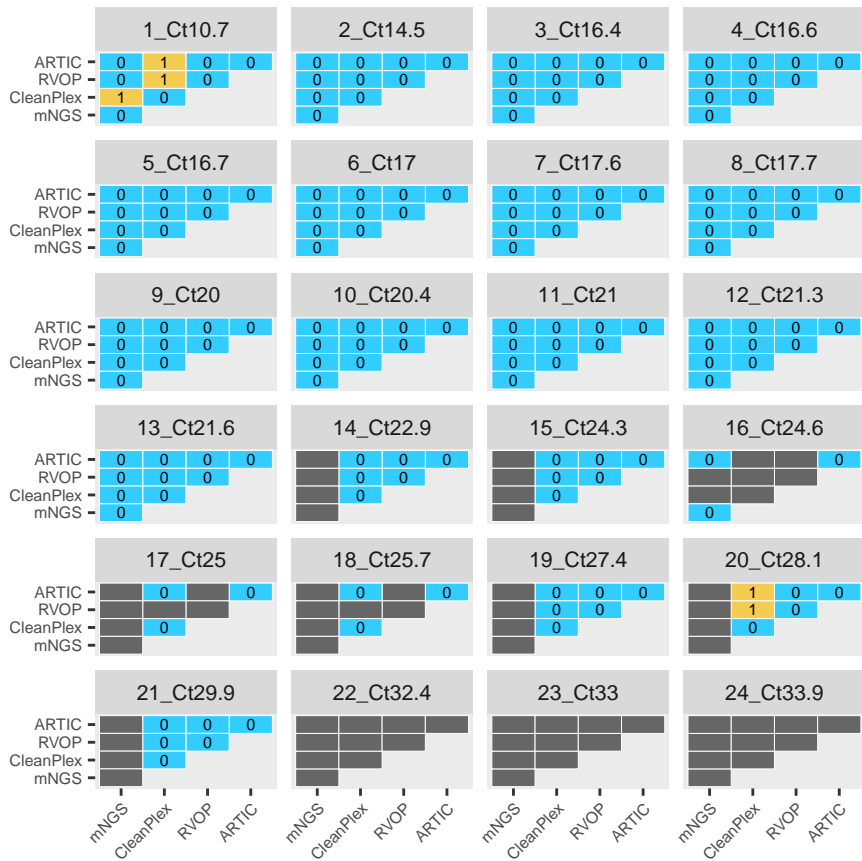 1_Ct10.7 2_Ct14.5 3_Ct16.4 4_Ct16.6
ARTIC 0 1 0 0 0 0 0 0 0 0 0 0 0 0 0 0
RVOP 0 1 0 0 0 0 0 0 0 0 0 0
CleanPlex 1 0 0 0 0 0 0 0
mNGS 0 0 0 0
5_Ct16.7 6_Ct17 7_Ct17.6 8_Ct17.7
ARTIC 0 0 0 0 0 0 0 0 0 0 0 0 0 0 0 0
RVOP 0 0 0 0 0 0 0 0 0 0 0 0
CleanPlex 0 0 0 0 0 0 0 0
mNGS 0 0 0 0
9_Ct20 10_Ct20.4 11_Ct21 12_Ct21.3
ARTIC 0 0 0 0 0 0 0 0 0 0 0 0 0 0 0 0
RVOP 0 0 0 0 0 0 0 0 0 0 0 0
CleanPlex 0 0 0 0 0 0 0 0
mNGS 0 0 0 0
13_Ct21.6 14_Ct22.9 15_Ct24.3 16_Ct24.6
ARTIC 0 0 0 0 0 0 0 0 0 0 0 0
RVOP 0 0 0 0 0 0 0
CleanPlex 0 0 0 0
mNGS 0 0
17_Ct25 18_Ct25.7 19_Ct27.4 20_Ct28.1
ARTIC 0 0 0 0 0 0 0 1 0 0
RVOP 0 0 1 0
CleanPlex 0 0 0 0
mNGS
21_Ct29.9 22_Ct32.4 23_Ct33 24_Ct33.9
ARTIC 0 0 0
RVOP 0 0
CleanPlex 0
mNGS
mNGS CleanPlex RVOP ARTIC mNGS CleanPlex RVOP ARTIC mNGS CleanPlex RVOP ARTIC mNGS CleanPlex RVOP ARTIC